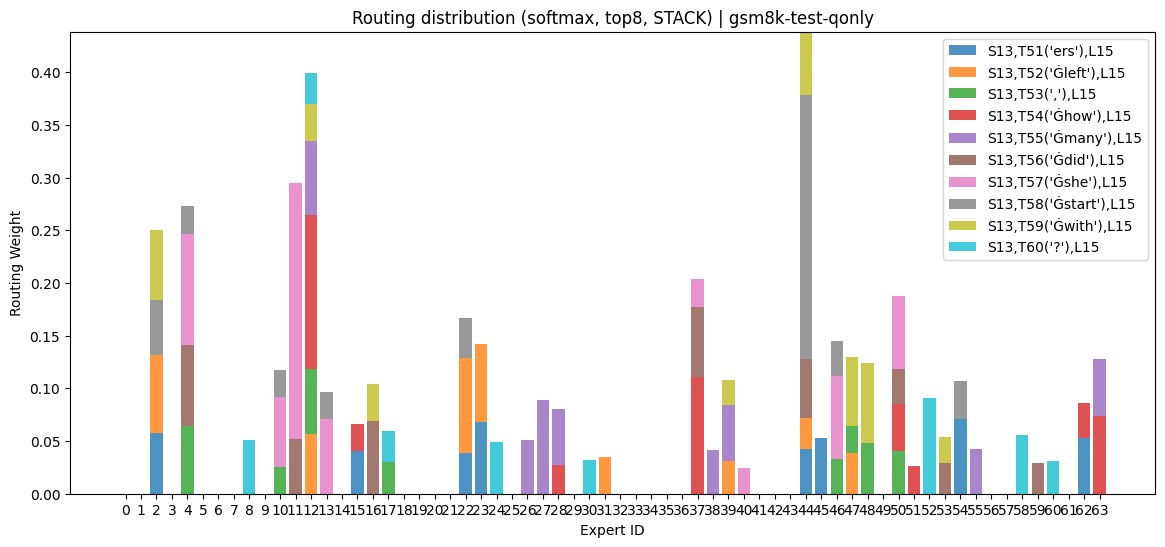 Routing distribution (softmax, top8, STACK) | gsm8k-test-qonly
Routing Weight
0.40
0.35
0.30
0.25
0.20
0.15
0.10
0.05
0.00
S13,T51('ers'),L15
S13,T52('Ġleft'),L15
S13,T53(','),L15
S13,T54('Ġhow'),L15
S13,T55('Ġmany'),L15
S13,T56('Ġdid'),L15
S13,T57('Ġshe'),L15
S13,T58('Ġstart'),L15
S13,T59('Ġwith'),L15
S13,T60('?'),L15
0 1 2 3 4 5 6 7 8 9 10 11 12 13 14 15 16 17 18 19 20 21 22 23 24 25 26 27 28 29 30 31 32 33 34 35 36 37 38 39 40 41 42 43 44 45 46 47 48 49 50 51 52 53 54 55 56 57 58 59 60 61 62 63
Expert ID